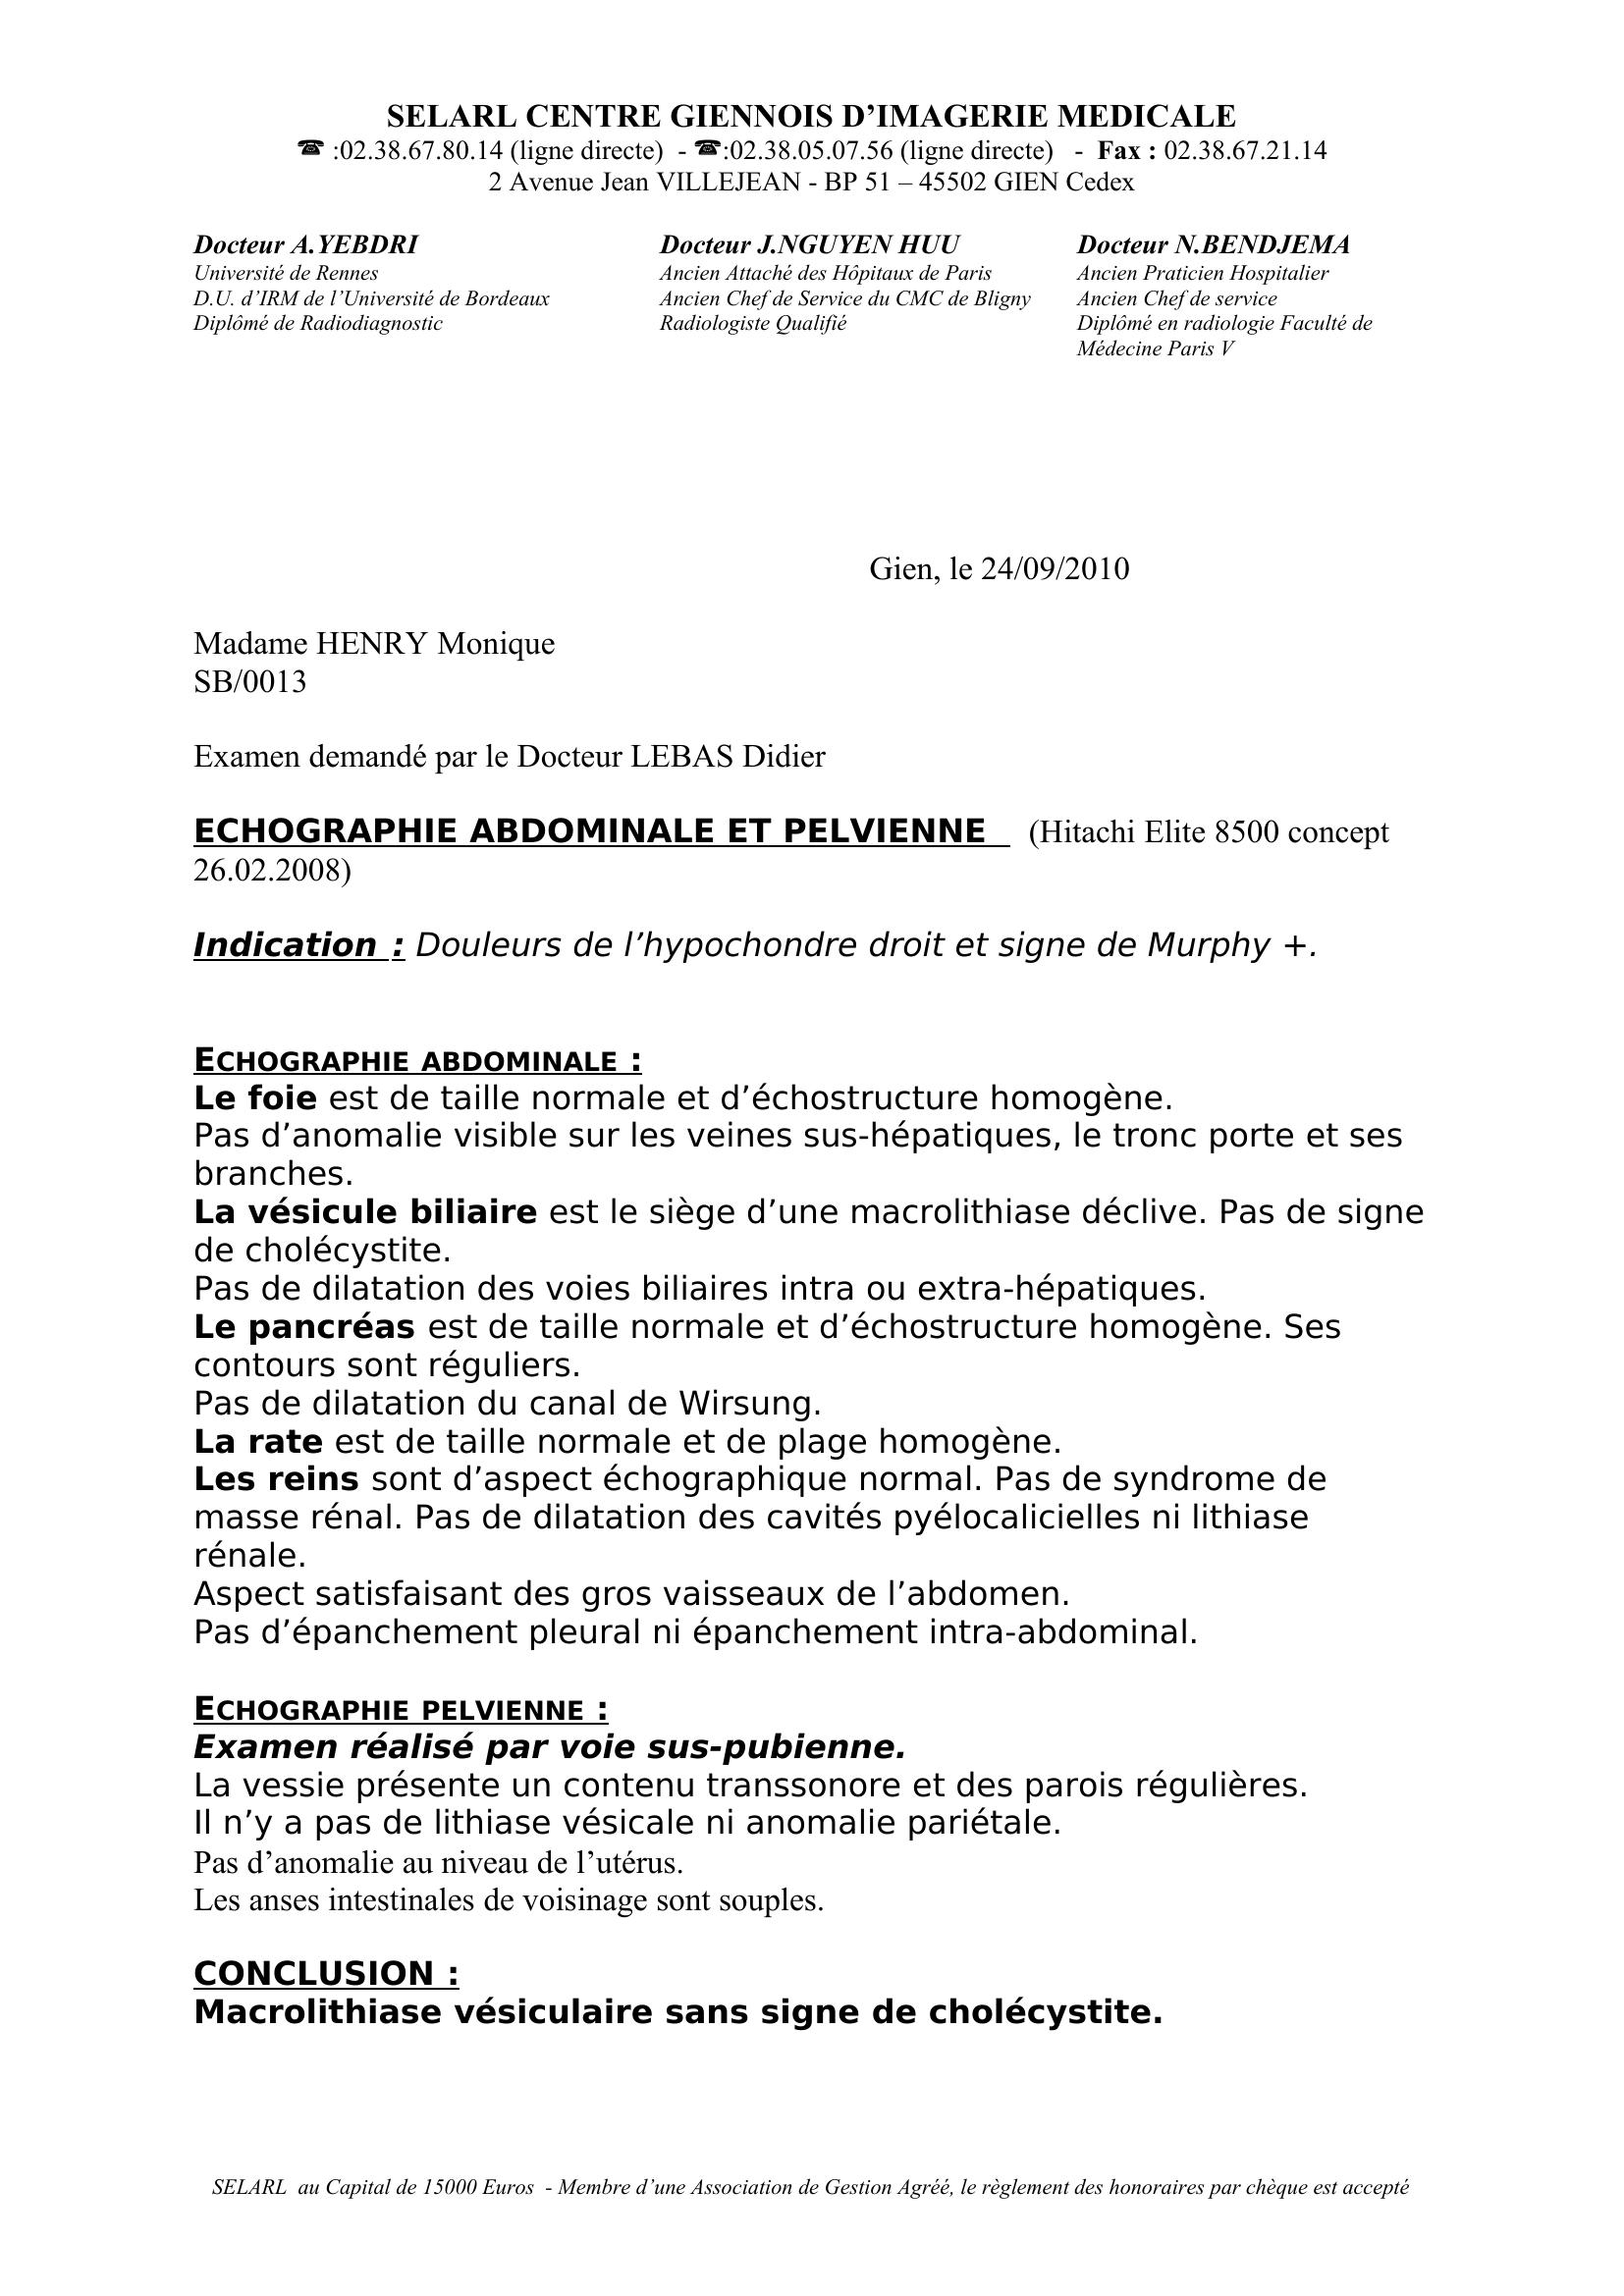 SELARL CENTRE GIENNOIS D’IMAGERIE MEDICALE
☎ :02.38.67.80.14 (ligne directe) - ☎:02.38.05.07.56 (ligne directe) - Fax : 02.38.67.21.14
2 Avenue Jean VILLEJEAN - BP 51 – 45502 GIEN Cedex
Docteur A.YEBDRI
Université de Rennes
D.U. d’IRM de l’Université de Bordeaux
Diplômé de Radiodiagnostic
Docteur J.NGUYEN HUU
Ancien Attaché des Hôpitaux de Paris
Ancien Chef de Service du CMC de Bligny
Radiologiste Qualifié
Docteur N.BENDJEMA
Ancien Praticien Hospitalier
Ancien Chef de service
Diplômé en radiologie Faculté de
Médecine Paris V
Gien, le 24/09/2010
Madame HENRY Monique
SB/0013
Examen demandé par le Docteur LEBAS Didier
ECHOGRAPHIE ABDOMINALE ET PELVIENNE (Hitachi Elite 8500 concept
26.02.2008)
Indication : Douleurs de l’hypochondre droit et signe de Murphy +.
ECHOGRAPHIE ABDOMINALE :
Le foie est de taille normale et d’échostructure homogène.
Pas d’anomalie visible sur les veines sus-hépatiques, le tronc porte et ses
branches.
La vésicule biliaire est le siège d’une macrolithiase déclive. Pas de signe
de cholécystite.
Pas de dilatation des voies biliaires intra ou extra-hépatiques.
Le pancréas est de taille normale et d’échostructure homogène. Ses
contours sont réguliers.
Pas de dilatation du canal de Wirsung.
La rate est de taille normale et de plage homogène.
Les reins sont d’aspect échographique normal. Pas de syndrome de
masse rénal. Pas de dilatation des cavités pyélocalicielles ni lithiase
rénale.
Aspect satisfaisant des gros vaisseaux de l’abdomen.
Pas d’épanchement pleural ni épanchement intra-abdominal.
ECHOGRAPHIE PELVIENNE :
Examen réalisé par voie sus-pubienne.
La vessie présente un contenu transsonore et des parois régulières.
Il n’y a pas de lithiase vésicale ni anomalie pariétale.
Pas d’anomalie au niveau de l’utérus.
Les anses intestinales de voisinage sont souples.
CONCLUSION :
Macrolithiase vésiculaire sans signe de cholécystite.
SELARL au Capital de 15000 Euros - Membre d’une Association de Gestion Agréé, le règlement des honoraires par chèque est accepté